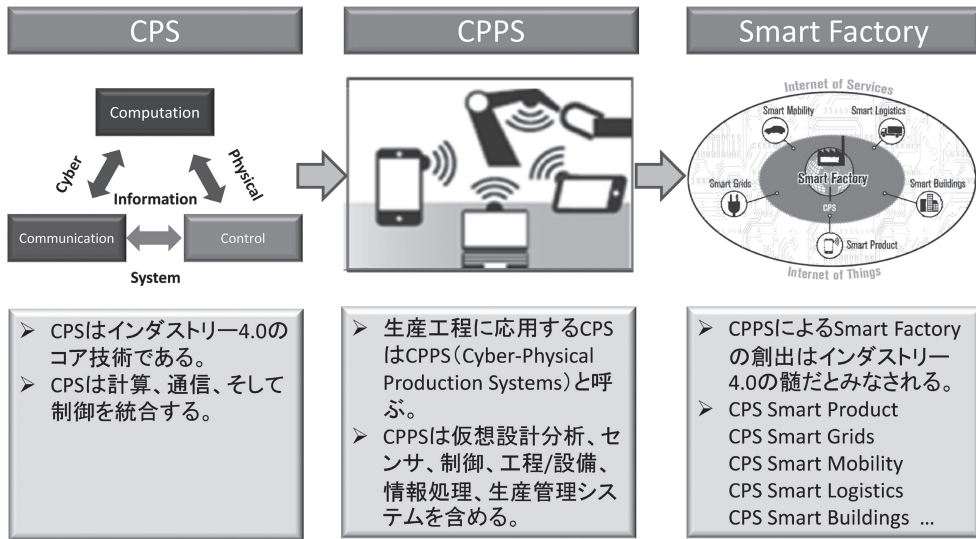 CPS
CPPS
Smart Factory
Computation
Cyber
Physical
Information
Communication
Control
System
Internet of Services
Smart Mobility
Smart Logistics
Smart Factory
Smart Grids
Smart Buildings
CPS
Smart Product
Internet of Things
➢ CPSはインダストリー4.0の
コア技術である。
➢ CPSは計算、通信、そして
制御を統合する。
➢ 生産工程に応用するCPS
はCPPS(Cyber-Physical
Production Systems)と呼
ぶ。
➢ CPPSは仮想設計分析、セ
ンサ、制御、工程/設備、
情報処理、生産管理シス
テムを含める。
➢ CPPSによるSmart Factory
の創出はインダストリー
4.0の髄だとみなされる。
➢ CPS Smart Product
CPS Smart Grids
CPS Smart Mobility
CPS Smart Logistics
CPS Smart Buildings …